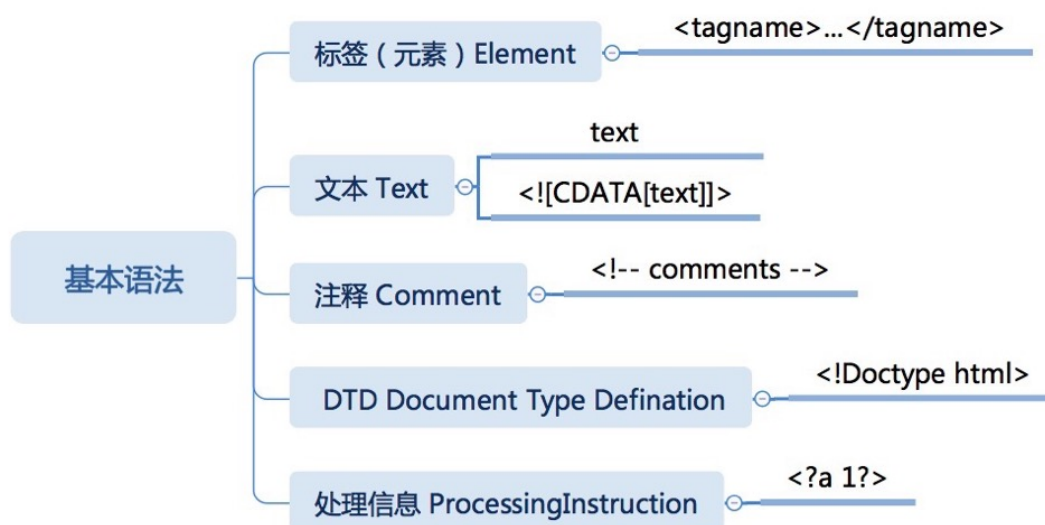 基本语法
标签（元素）Element
<tagname>...</tagname>
文本 Text
text
<![CDATA[text]]>
注释 Comment
<!-- comments -->
DTD Document Type Defination
<!Doctype html>
处理信息 ProcessingInstruction
<?a 1?>